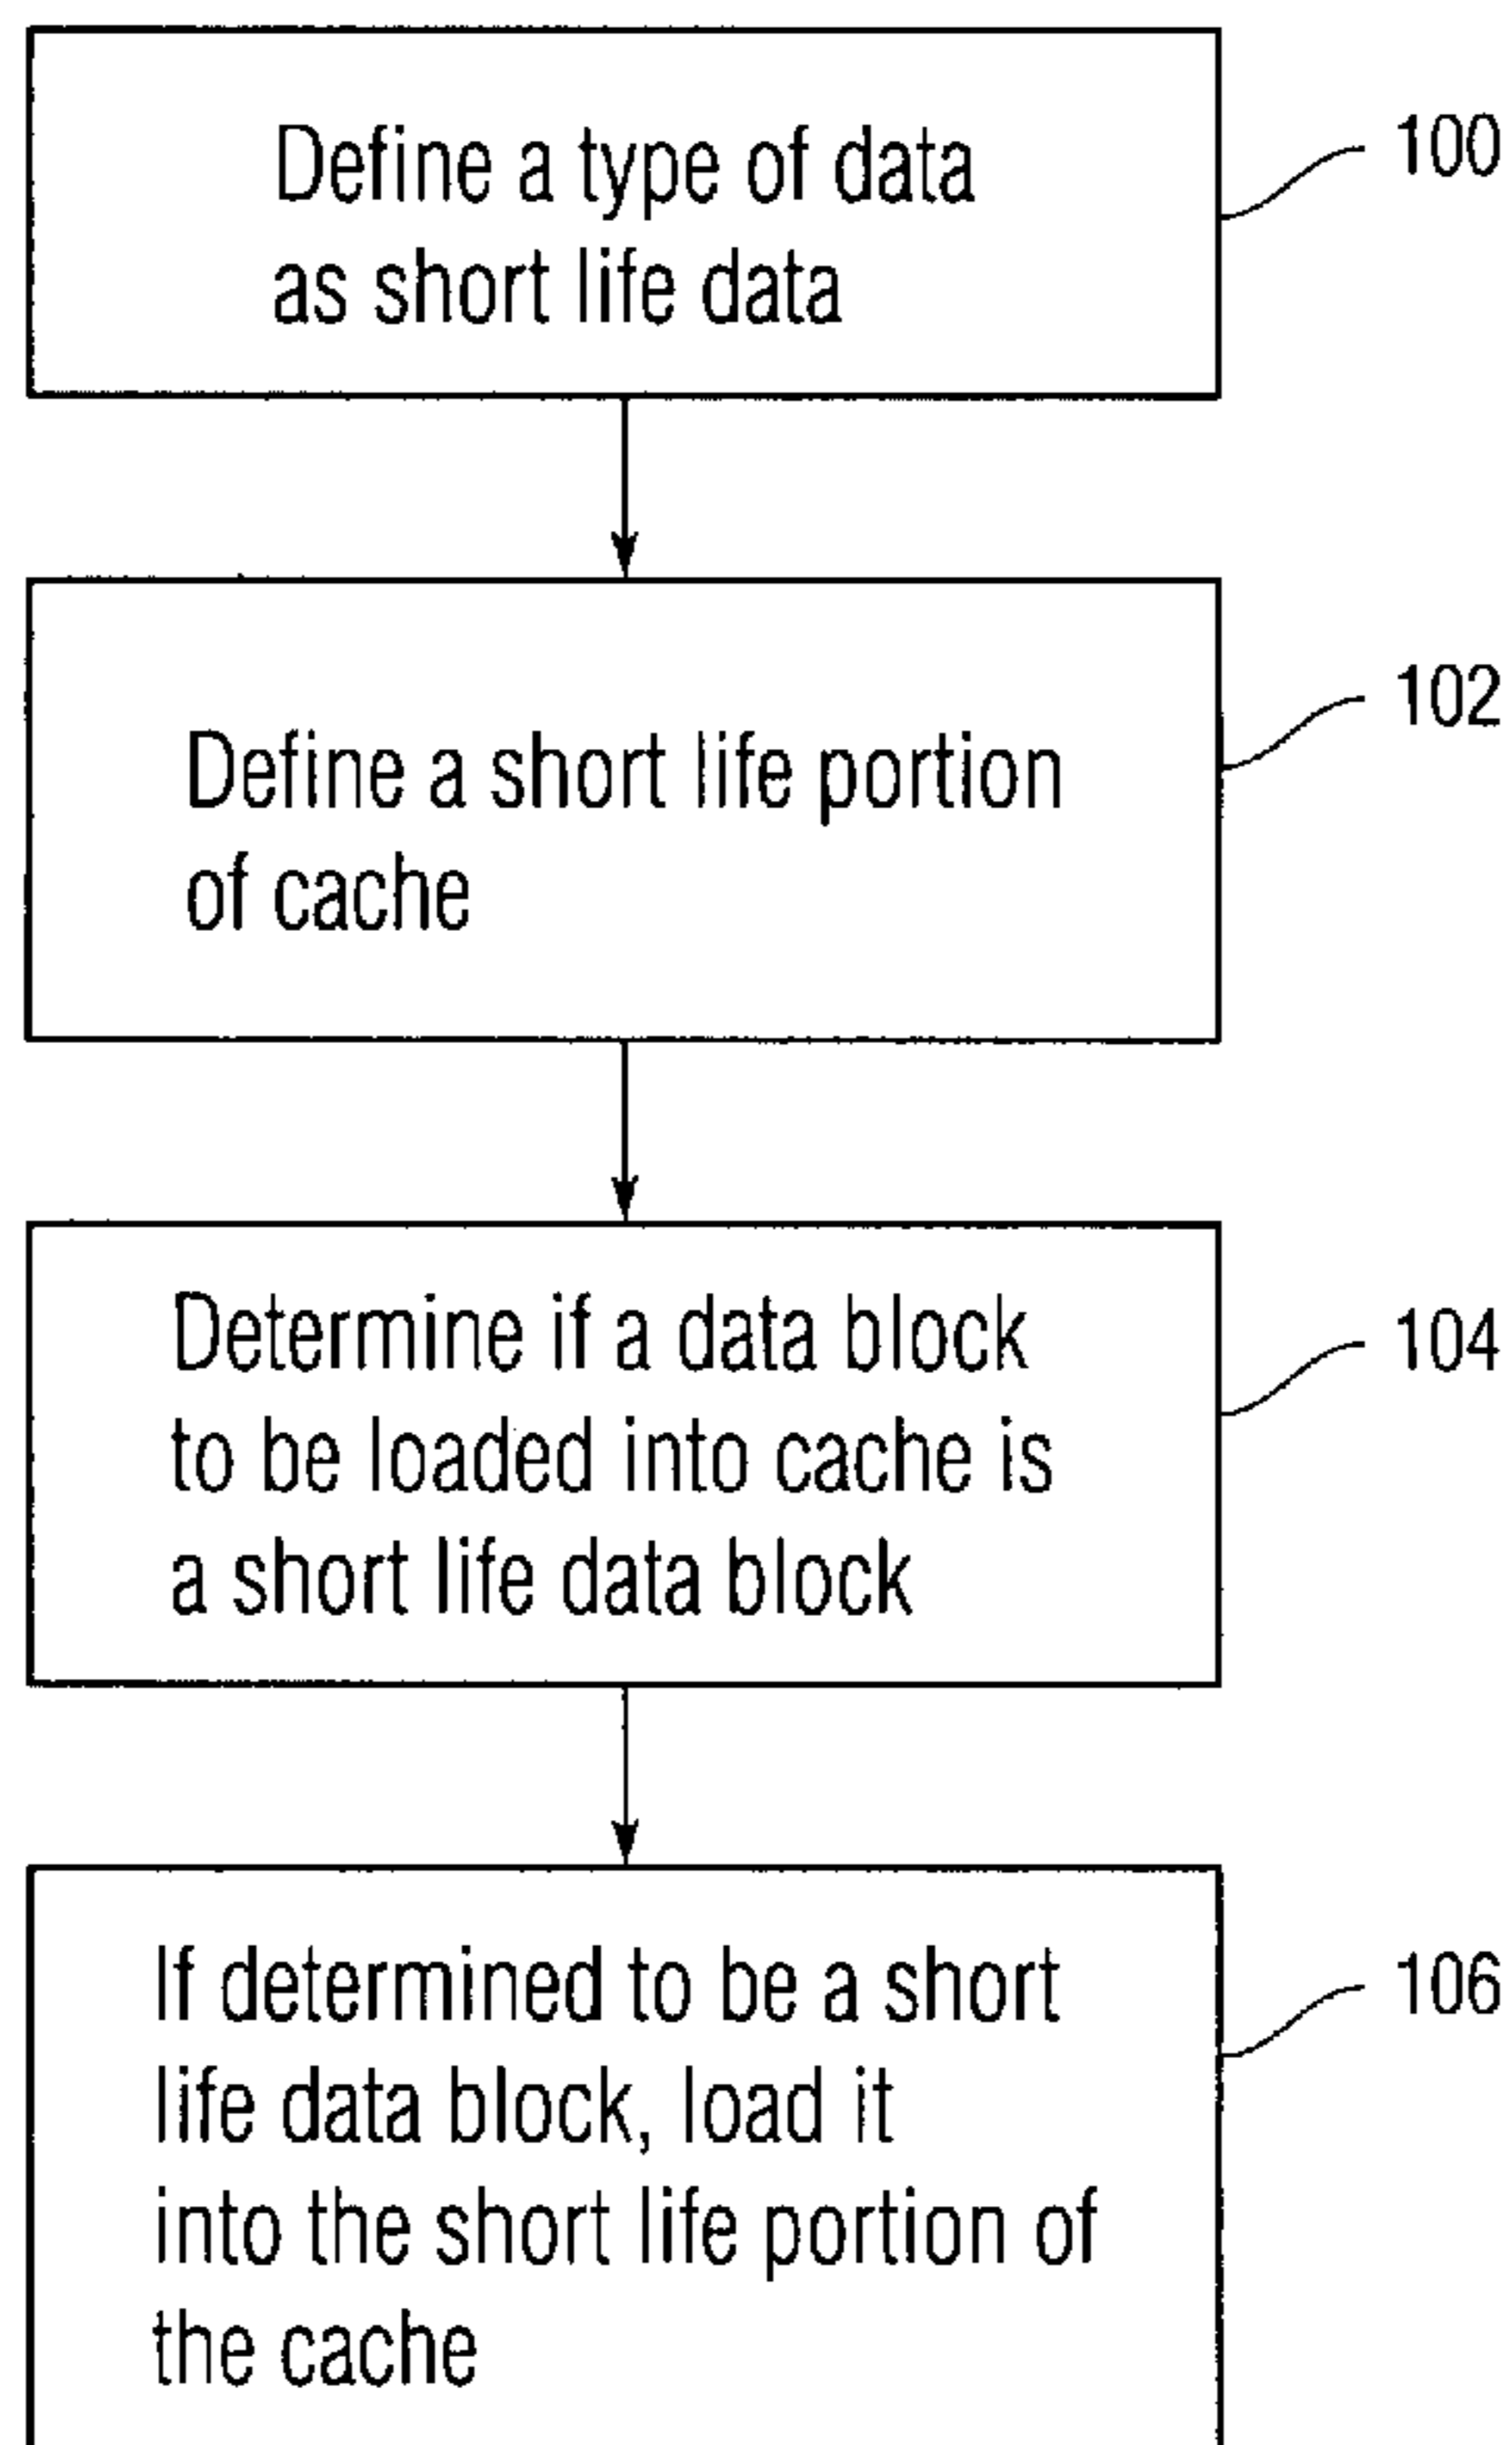 Define a type of data
as short life data
100
Define a short life portion
of cache
102
Determine if a data block
to be loaded into cache is
a short life data block
104
If determined to be a short
life data block, load it
into the short life portion of
the cache
106